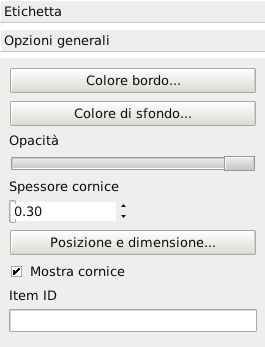 Etichetta
Opzioni generali
Colore bordo...
Colore di sfondo...
Opacità
Spessore cornice
0.30
Posizione e dimensione...
Mostra cornice
Item ID